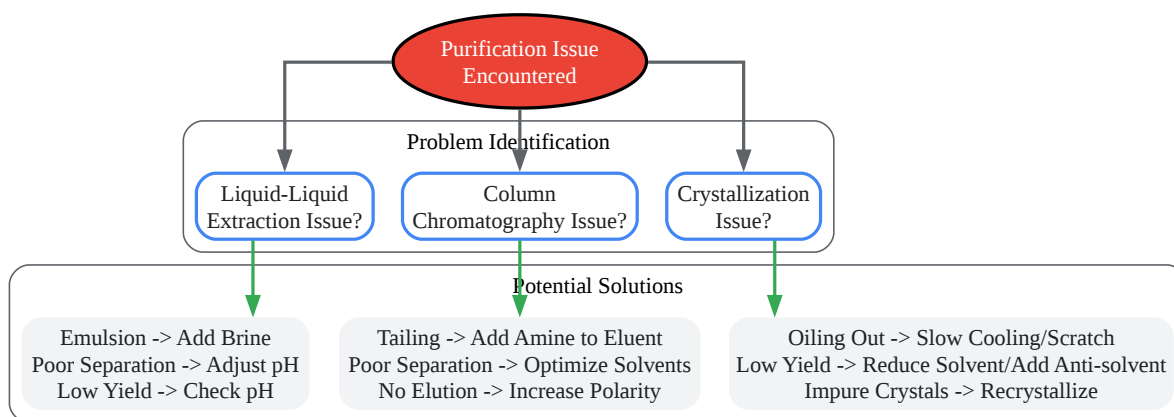 Purification Issue
Encountered
Problem Identification
Liquid-Liquid
Extraction Issue?
Column
Chromatography Issue?
Crystallization
Issue?
Potential Solutions
Emulsion -> Add Brine
Poor Separation -> Adjust pH
Low Yield -> Check pH
Tailing -> Add Amine to Eluent
Poor Separation -> Optimize Solvents
No Elution -> Increase Polarity
Oiling Out -> Slow Cooling/Scratch
Low Yield -> Reduce Solvent/Add Anti-solvent
Impure Crystals -> Recrystallize